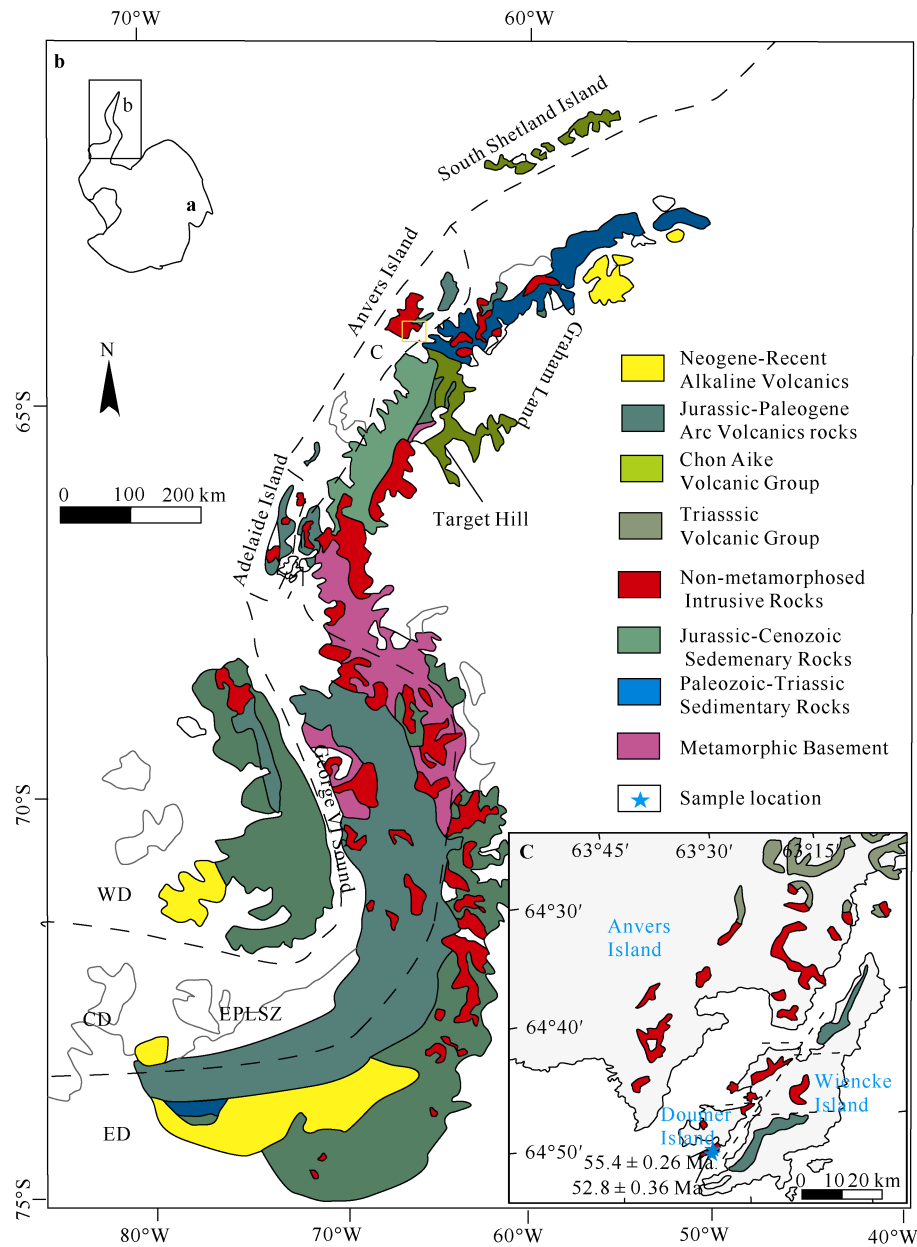 70°W
60°W
b
b
a
South Shetland Island
Anvers Island
C
Graham Land
N
65°S
0 100 200 km
Adelaide Island
Target Hill
Neogene-Recent
Alkaline Volcanics
Jurassic-Paleogene
Arc Volcanics rocks
Chon Aike
Volcanic Group
Triasssic
Volcanic Group
Non-metamorphosed
Intrusive Rocks
Jurassic-Cenozoic
Sedemenary Rocks
Paleozoic-Triassic
Sedimentary Rocks
Metamorphic Basement
Sample location
George VJ Sound
70°S
WD
CD
EPLSZ
ED
75°S
80°W
70°W
60°W
50°W
40°W
C
63°45′
63°30′
63°15′
64°30′
Anvers
Island
64°40′
Wiencke
Island
Doumer
Island
64°50′
55.4 ± 0.26 Ma
52.8 ± 0.36 Ma
0 10 20 km